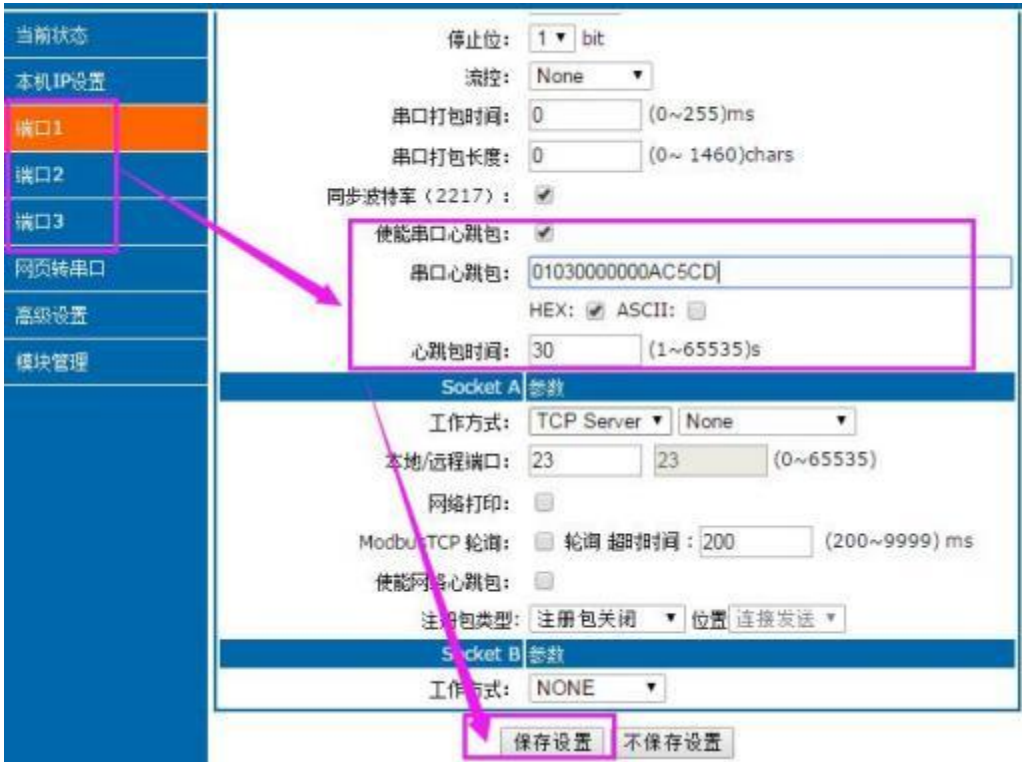 当前状态
本机IP设置
端口1
端口2
端口3
网页转串口
高级设置
模块管理
停止位: 1 bit
流控: None
串口打包时间: 0 (0~255)ms
串口打包长度: 0 (0~ 1460)chars
同步波特率(2217):
使能串口心跳包:
串口心跳包: 01030000000AC5CD
HEX: ASCII:
心跳包时间: 30 (1~65535)s
Socket A 参数
工作方式: TCP Server None
本地/远程端口: 23 23 (0~65535)
网络打印:
ModbusTCP 轮询: 轮询 超时时间: 200 (200~9999) ms
使能网络心跳包:
注册包类型: 注册包关闭 位置 连接发送
Socket B 参数
工作方式: NONE
保存设置 不保存设置